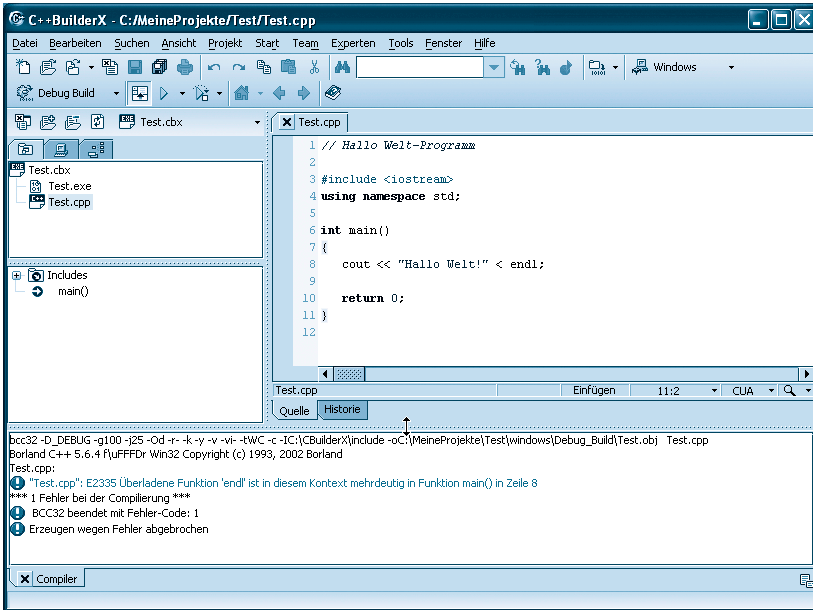 C++BuilderX - C:/MeineProjekte/Test/Test.cpp
Datei Bearbeiten Suchen Ansicht Projekt Start Team Experten Tools Fenster Hilfe
Windows
Debug Build
Test.cbx
Test.cpp
Test.cbx
Test.exe
Test.cpp
Includes
main()
1 // Hallo Welt-Programm
2
3 #include <iostream>
4 using namespace std;
5
6 int main()
7 {
8 cout << "Hallo Welt!" < endl;
9
10 return 0;
11 }
12
Test.cpp Einfügen 11:2 CUA
Quelle Historie
bcc32 -D_DEBUG -g100 -j25 -Od -r- -k -y -v -vi- -tWC -c -IC:\CBuilderX\include -oC:\MeineProjekte\Test\windows\Debug_Build\Test.obj Test.cpp
Borland C++ 5.6.4 f\uFFFDr Win32 Copyright (c) 1993, 2002 Borland
Test.cpp:
"Test.cpp": E2335 Überladene Funktion 'endl' ist in diesem Kontext mehrdeutig in Funktion main() in Zeile 8
*** 1 Fehler bei der Compilierung ***
BCC32 beendet mit Fehler-Code: 1
Erzeugen wegen Fehler abgebrochen
Compiler